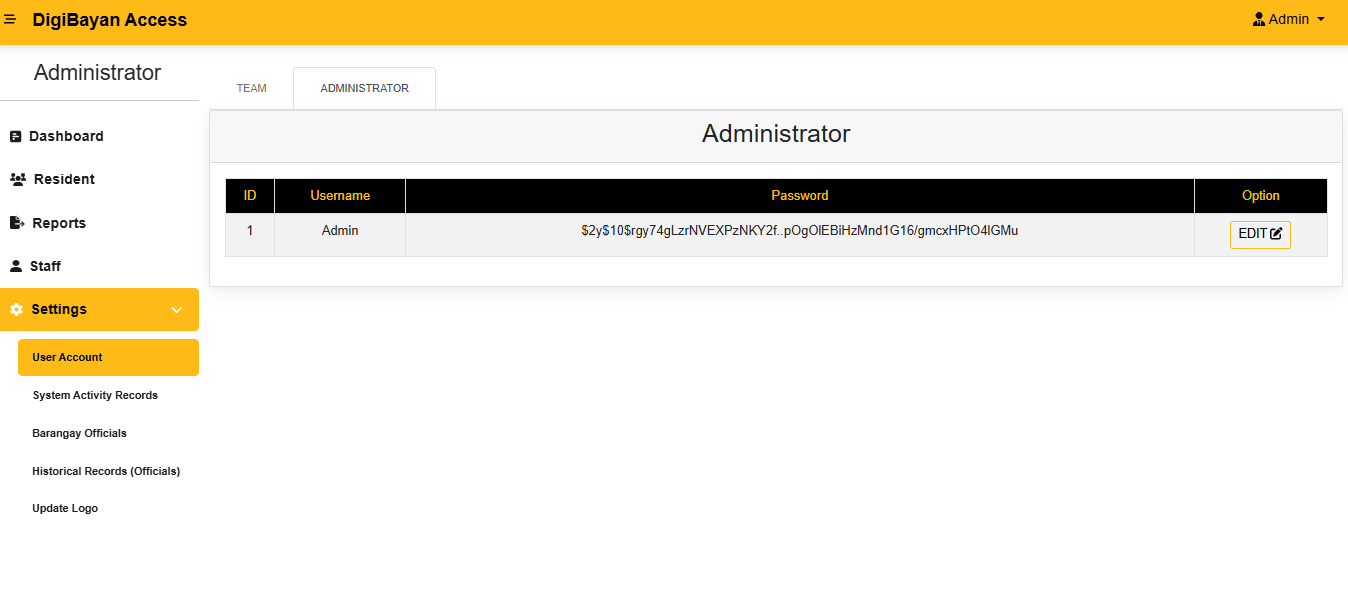 DigiBayan Access
Admin
Administrator
TEAM
ADMINISTRATOR
Dashboard
Resident
Reports
Staff
Settings
User Account
System Activity Records
Barangay Officials
Historical Records (Officials)
Update Logo
Administrator
ID Username Password Option
1 Admin $2y$10$rgy74gLzrNVEXPzNKY2f..pOgOlEBiHzMnd1G16/gmcxHPtO4IGMu EDIT